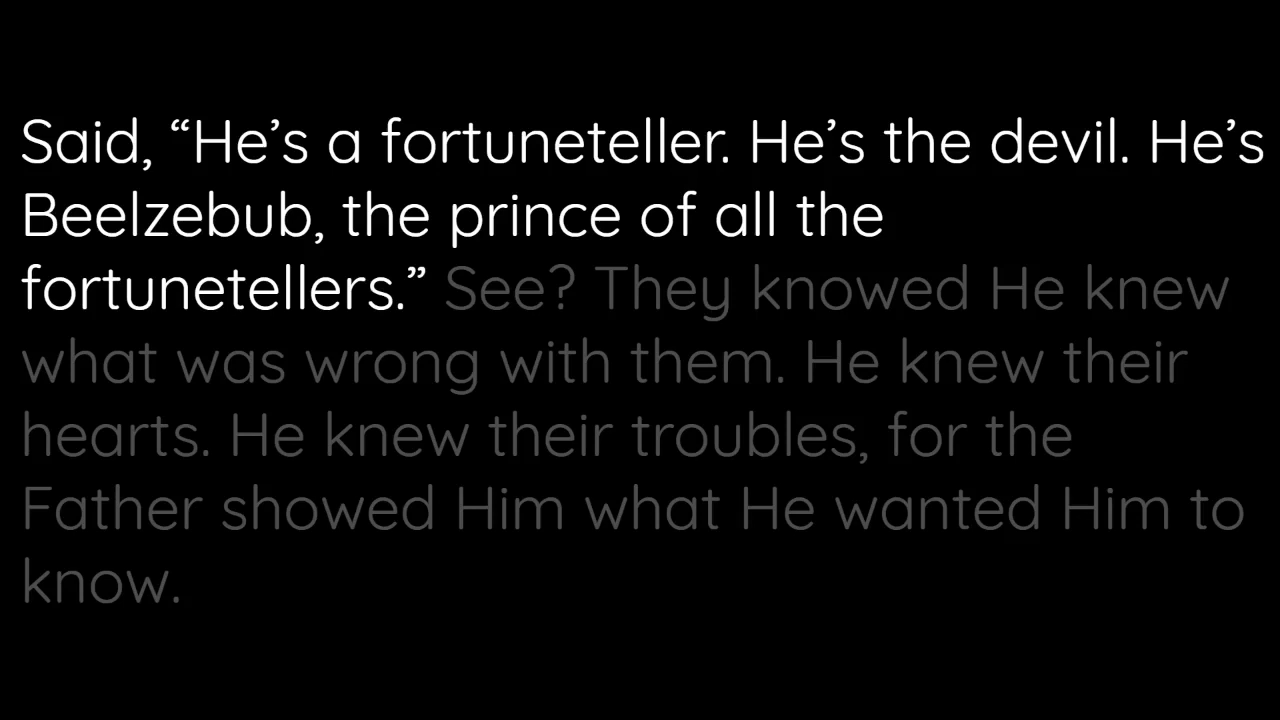 Said, “He’s a fortuneteller. He’s the devil. He’s
Beelzebub, the prince of all the
fortunetellers.” See? They knowed He knew
what was wrong with them. He knew their
hearts. He knew their troubles, for the
Father showed Him what He wanted Him to
know.